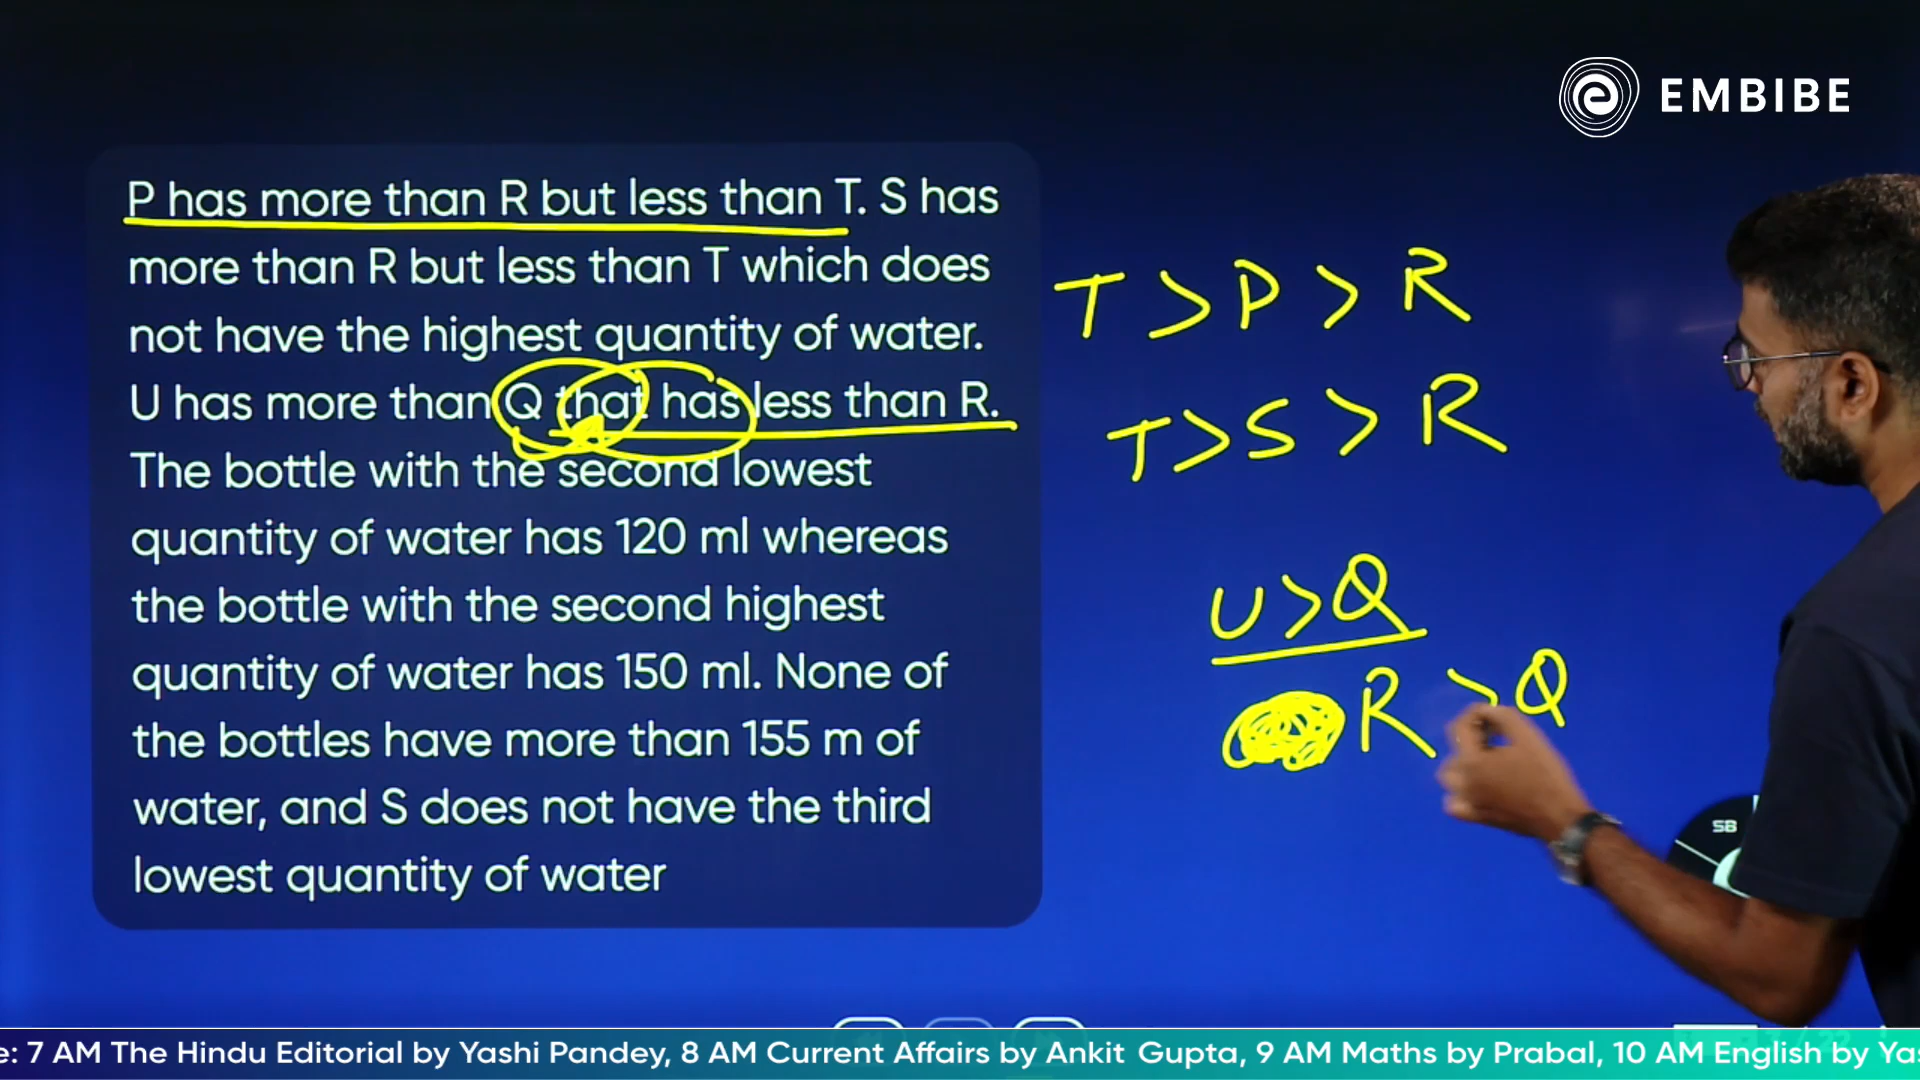 EMBIBE
P has more than R but less than T. S has
more than R but less than T which does
not have the highest quantity of water.
U has more than Q that has less than R.
The bottle with the second lowest
quantity of water has 120 ml whereas
the bottle with the second highest
quantity of water has 150 ml. None of
the bottles have more than 155 m of
water, and S does not have the third
lowest quantity of water
T > P > R
T > S > R
U > Q
R > Q
SB
e: 7 AM The Hindu Editorial by Yashi Pandey, 8 AM Current Affairs by Ankit Gupta, 9 AM Maths by Prabal, 10 AM English by Yas